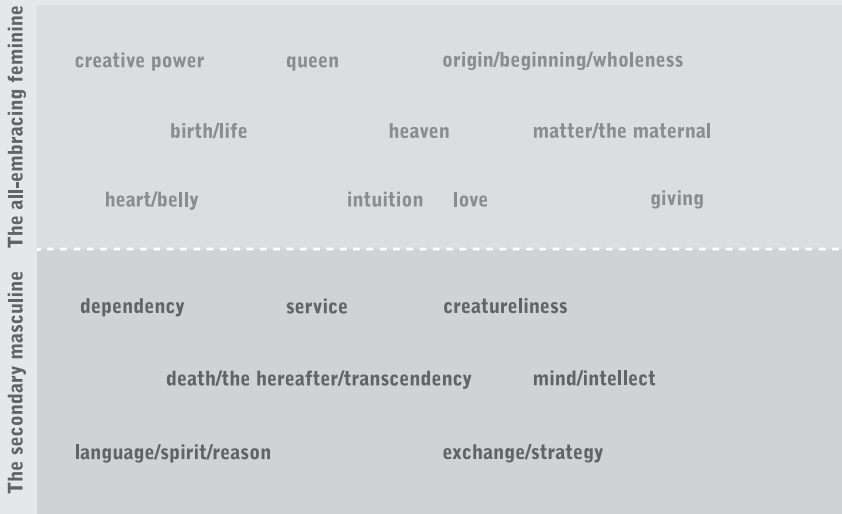 The all-embracing feminine
creative power queen origin/beginning/wholeness
birth/life heaven matter/the maternal
heart/belly intuition love giving
The secondary masculine
dependency service creatureliness
death/the hereafter/transcendency mind/intellect
language/spirit/reason exchange/strategy